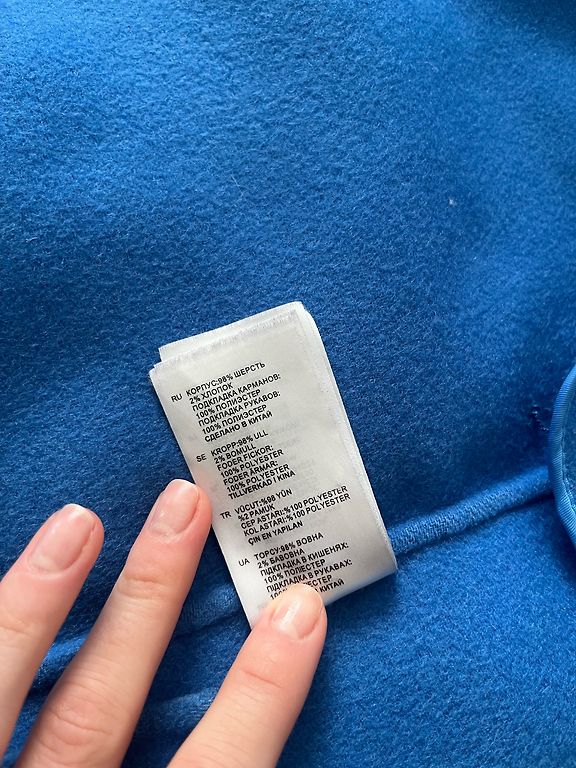 RU КОРПУС:98% ШЕРСТЬ
2% ХЛОПОК
ПОДКЛАДКА КАРМАНОВ:
100% ПОЛИЭСТЕР
ПОДКЛАДКА РУКАВОВ:
100% ПОЛИЭСТЕР
СДЕЛАНО В КИТАЙ
SE KROPP:98% ULL
2% BOMULL
FODER FICKOR:
100% POLYESTER
FODER ÄRMAR:
100% POLYESTER
TILLVERKAD I KINA
TR VÜCUT:%98 YÜN
%2 PAMUK
CEP ASTARI:%100 POLYESTER
KOL ASTARI:%100 POLYESTER
ÇİN EN YAPILAN
UA ТОРСУ:98% ВОВНА
2% БАВОВНА
ПІДКЛАДКА В КИШЕНЯХ:
100% ПОЛІЕСТЕР
ПІДКЛАДКА В РУКАВАХ:
КИТАЙ